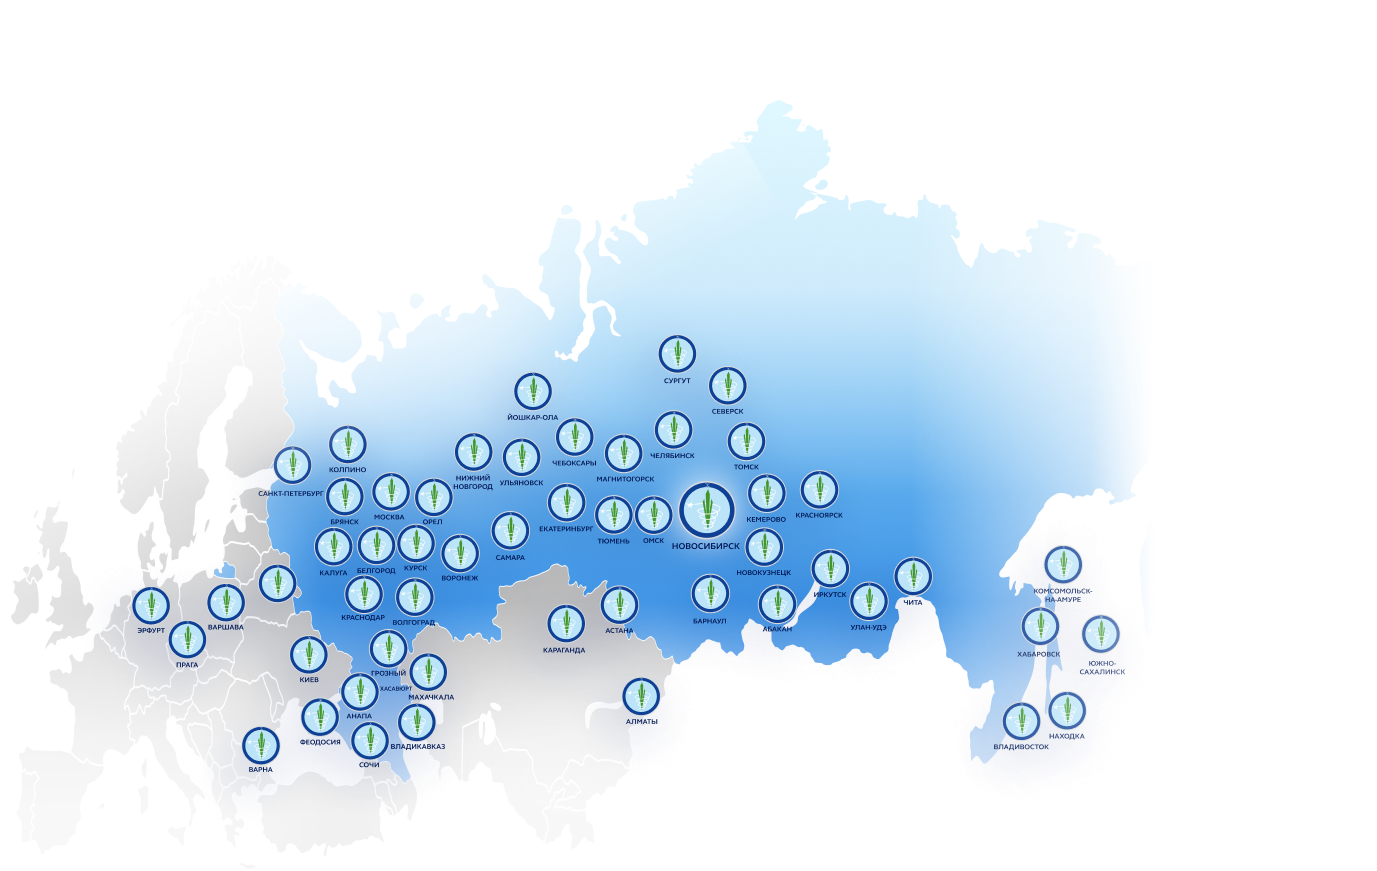 СУРГУТ
СЕВЕРСК
ЙОШКАР-ОЛА
ЧЕЛЯБИНСК
ЧЕБОКСАРЫ
ТОМСК
КОЛПИНО
НИЖНИЙ
НОВГОРОД
УЛЬЯНОВСК
МАГНИТОГОРСК
САНКТ-ПЕТЕРБУРГ
БРЯНСК
МОСКВА
ОРЕЛ
ЕКАТЕРИНБУРГ
ТЮМЕНЬ
ОМСК
НОВОСИБИРСК
КЕМЕРОВО
КРАСНОЯРСК
КАЛУГА
БЕЛГОРОД
КУРСК
ВОРОНЕЖ
САМАРА
НОВОКУЗНЕЦК
ИРКУТСК
ЧИТА
КОМСОМОЛЬСК-
НА-АМУРЕ
ЭРФУРТ
ВАРШАВА
КРАСНОДАР
ВОЛГОГРАД
АСТАНА
БАРНАУЛ
АБАКАН
УЛАН-УДЭ
ПРАГА
КИЕВ
ГРОЗНЫЙ
КАРАГАНДА
ХАБАРОВСК
ЮЖНО-
САХАЛИНСК
ХАСАВЮРТ
МАХАЧКАЛА
АНАПА
АЛМАТЫ
ФЕОДОСИЯ
ВЛАДИКАВКАЗ
ВЛАДИВОСТОК
НАХОДКА
ВАРНА
СОЧИ